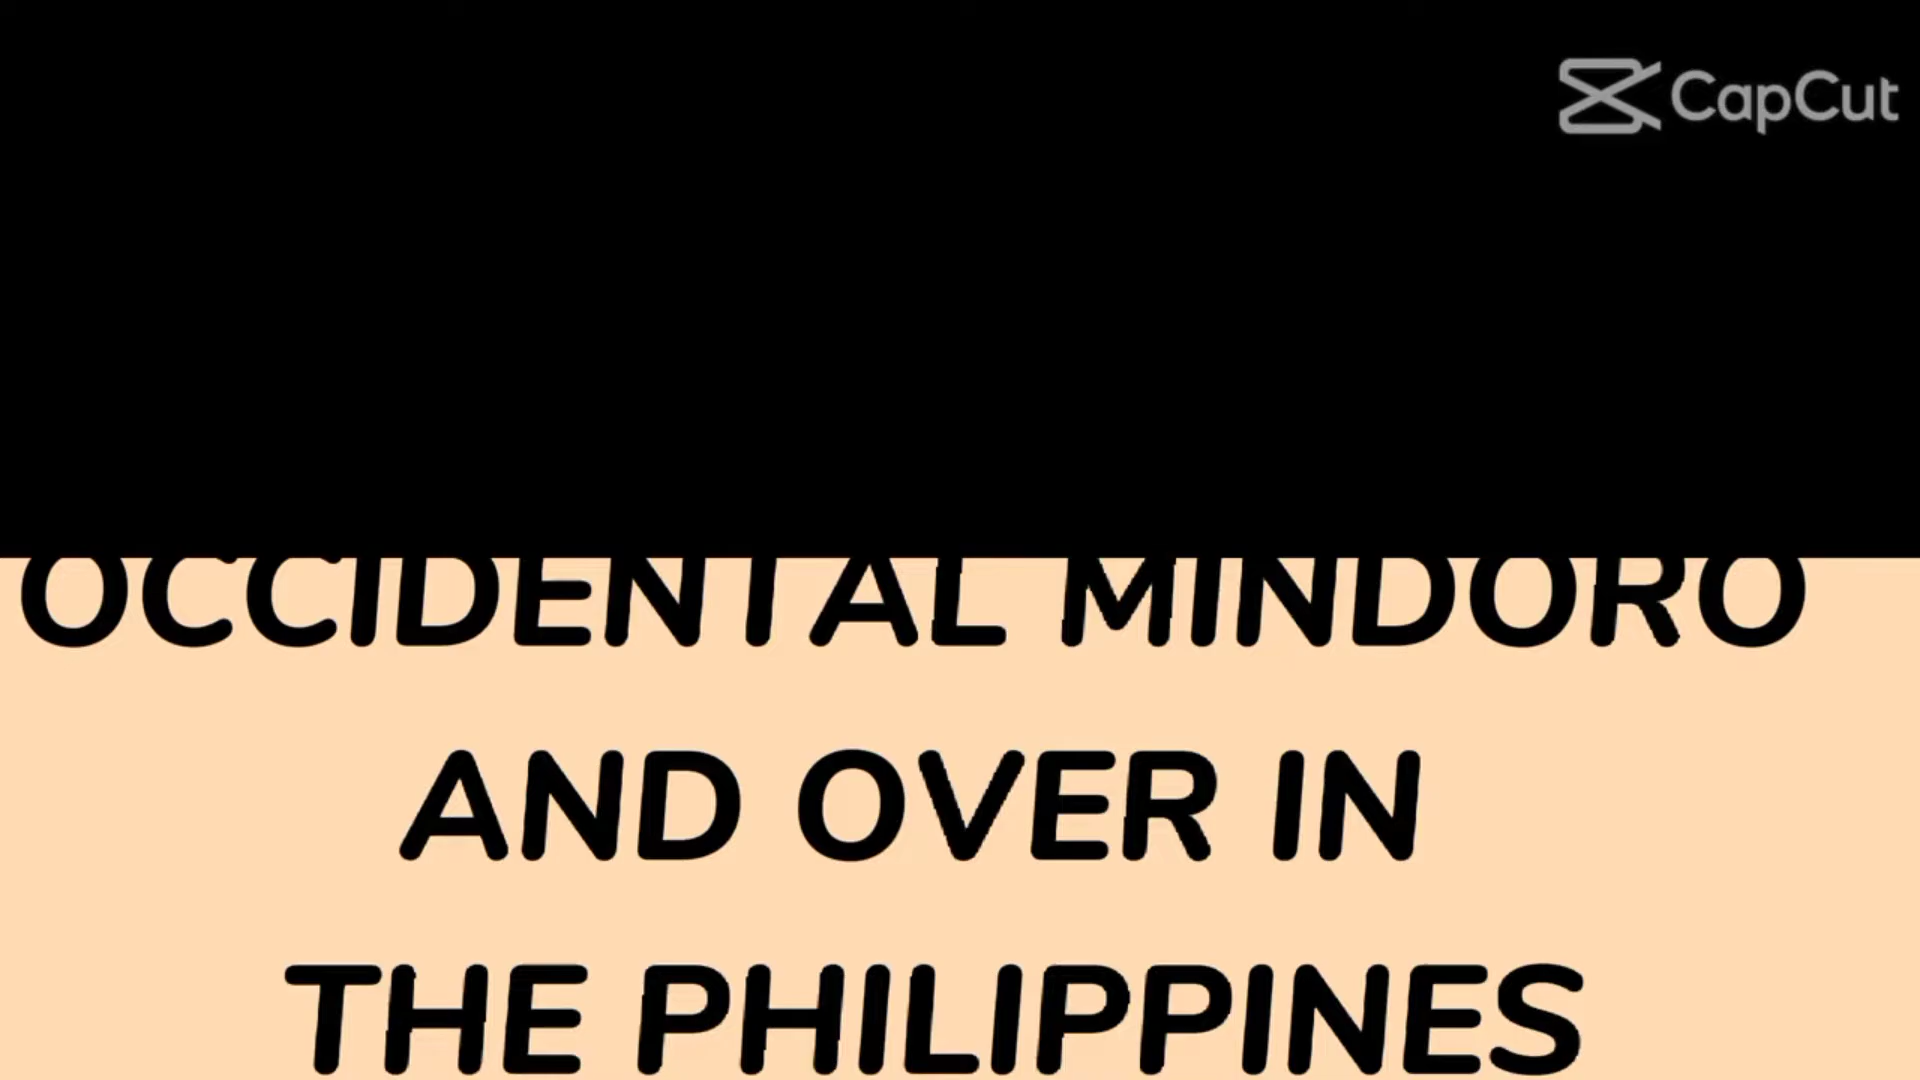 CapCut
OCCIDENTAL MINDORO
AND OVER IN
THE PHILIPPINES